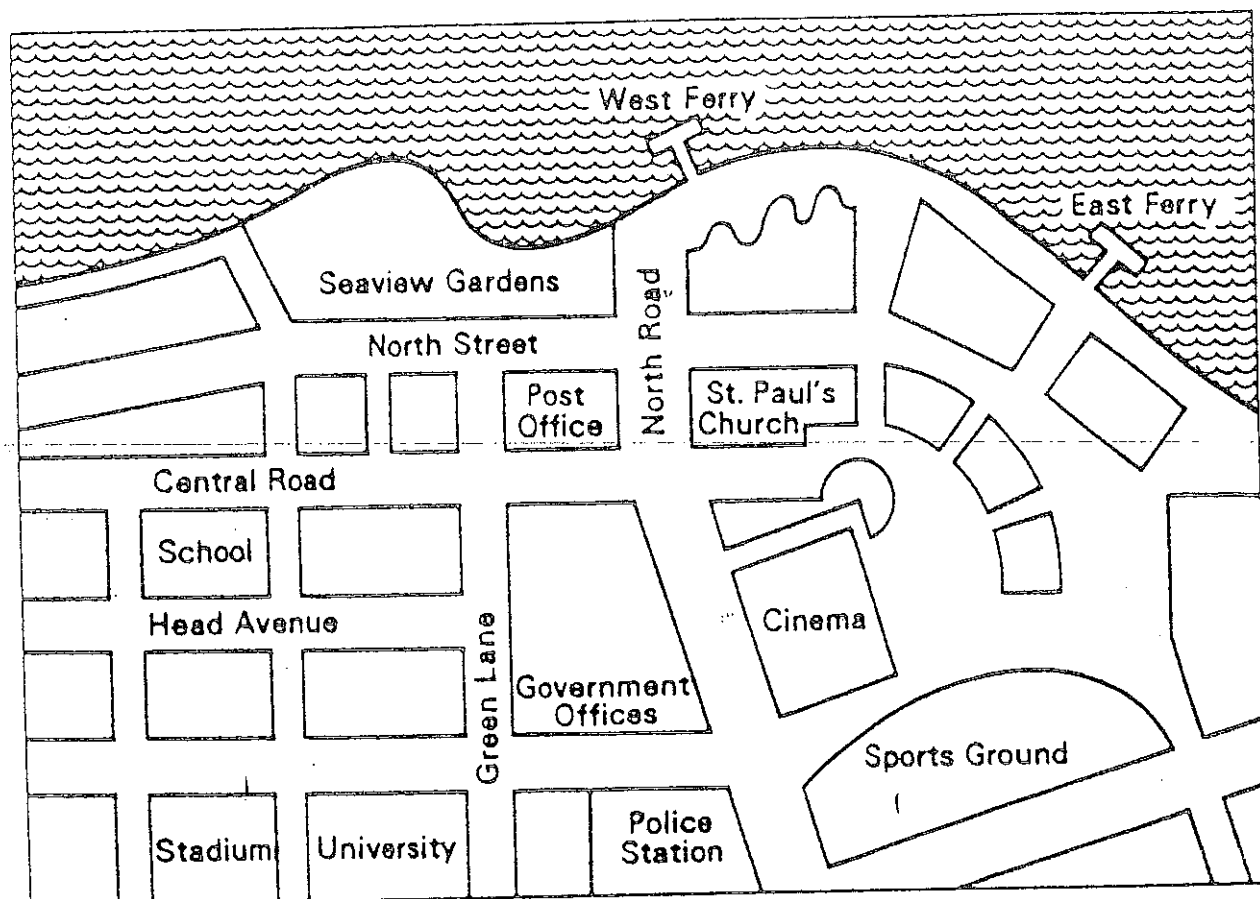 West Ferry
East Ferry
Seaview Gardens
North Road
North Street
Post
Office
St. Paul's
Church
Central Road
School
Head Avenue
Cinema
Green Lane
Government
Offices
Sports Ground
Stadium
University
Police
Station